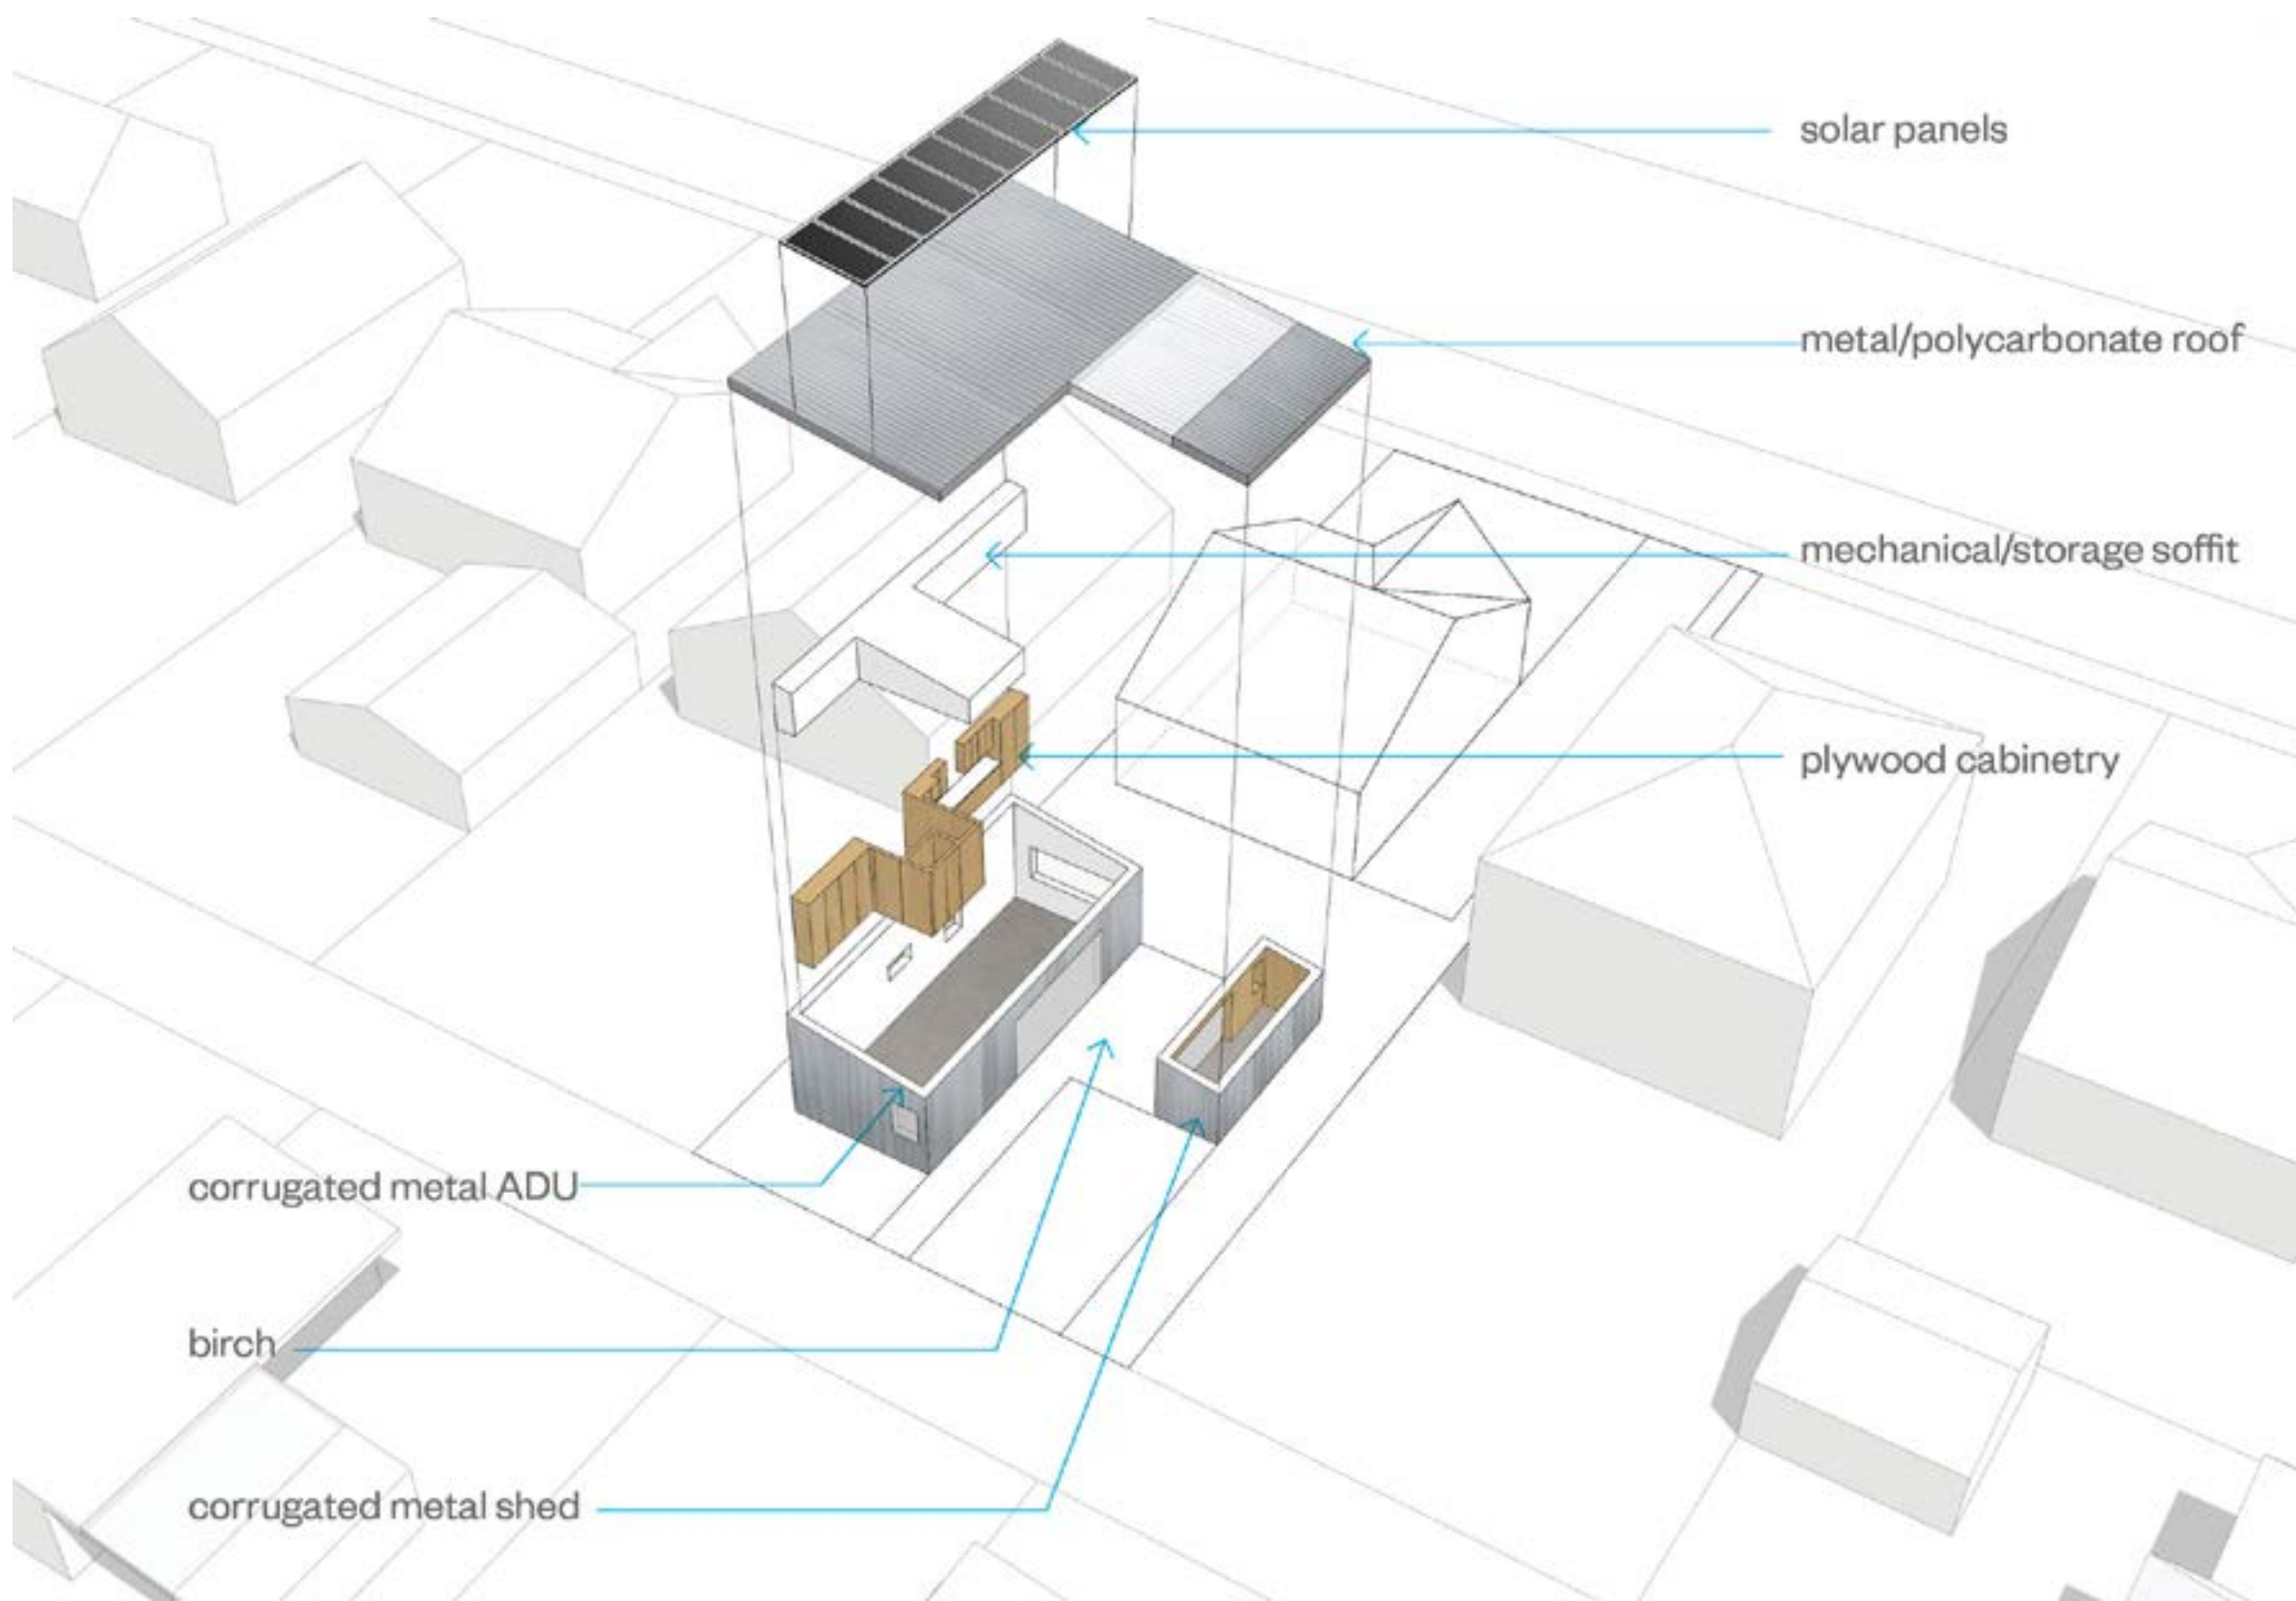 solar panels
metal/polycarbonate roof
mechanical/storage soffit
plywood cabinetry
corrugated metal ADU
birch
corrugated metal shed